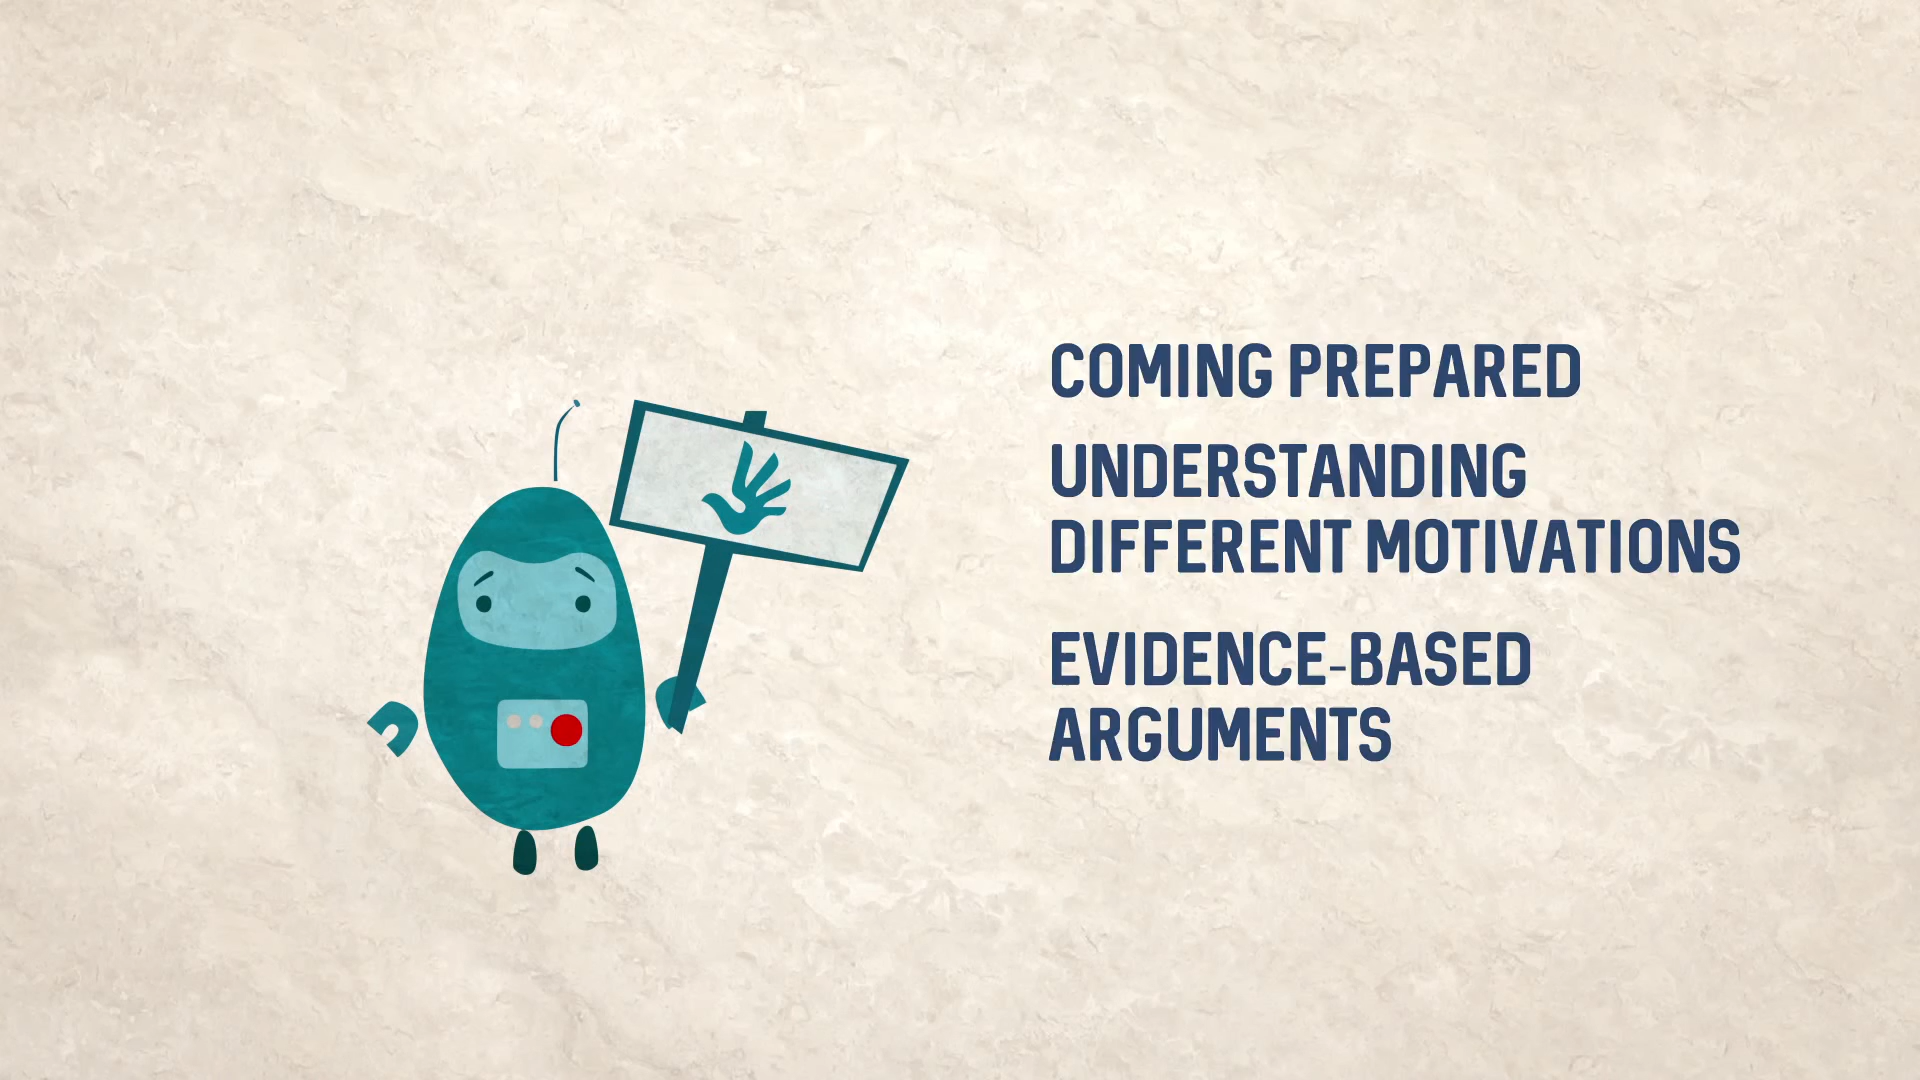 COMING PREPARED
UNDERSTANDING
DIFFERENT MOTIVATIONS
EVIDENCE-BASED
ARGUMENTS